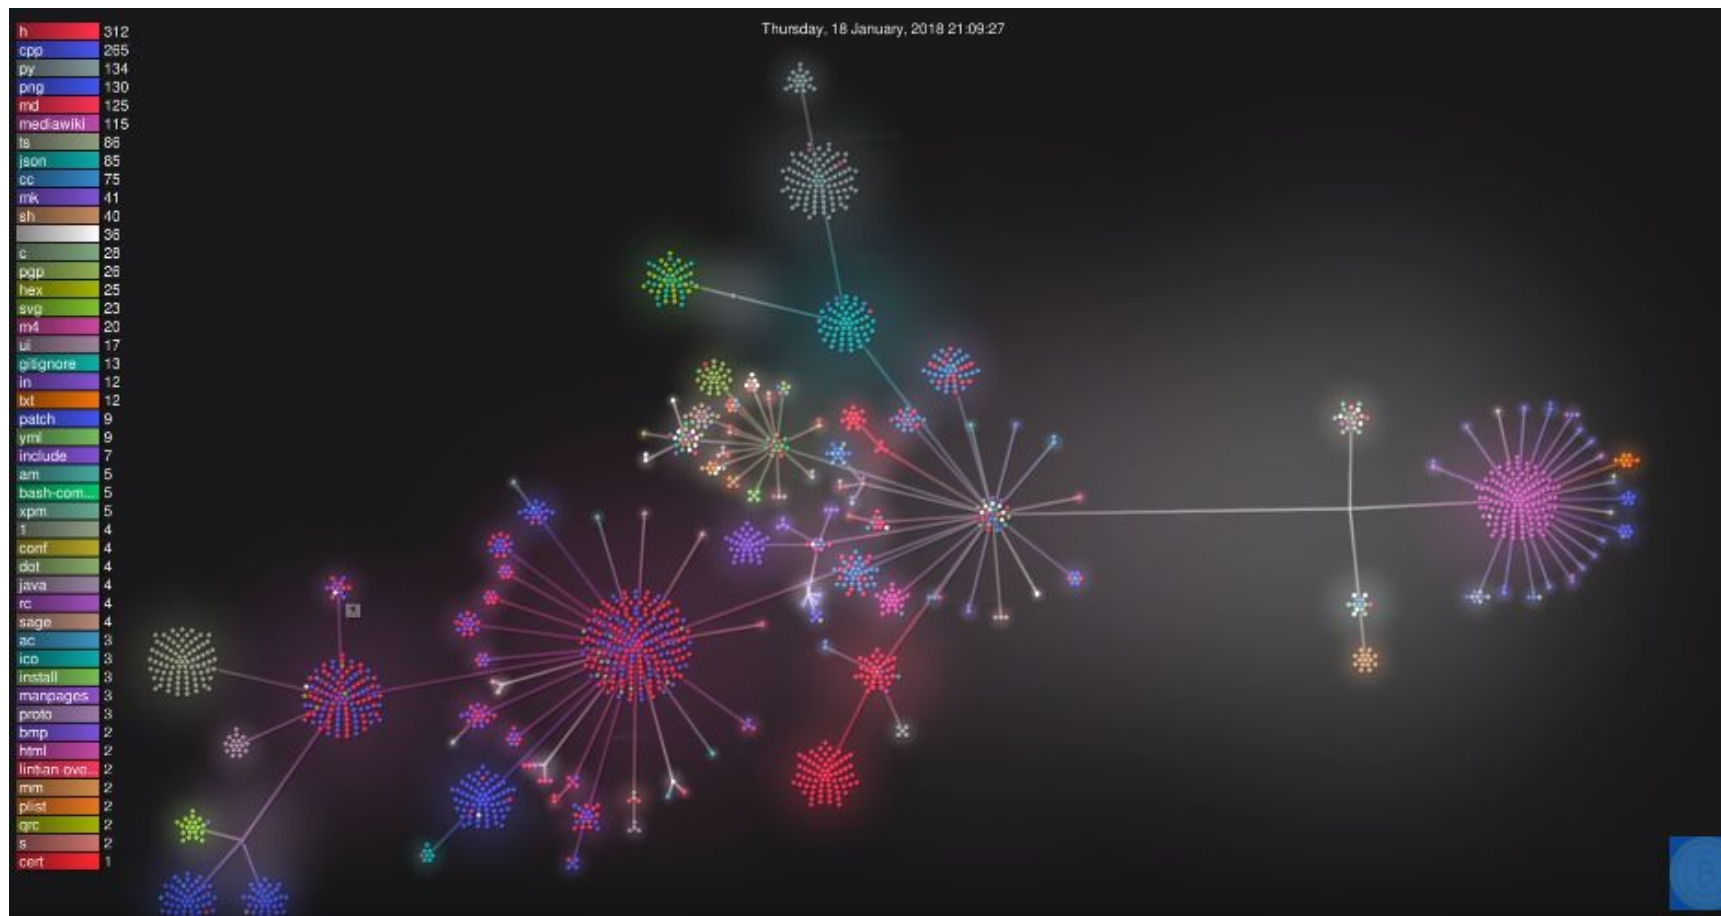 Thursday, 18 January, 2018 21:09:27
h 312
cpp 265
py 134
png 130
md 125
mediawiki 115
ts 86
json 85
cc 75
mk 41
sh 40
36
c 28
pgp 26
hex 25
svg 23
m4 20
ui 17
gitignore 13
in 12
txt 12
patch 9
yml 9
include 7
am 5
bash-com... 5
xpm 5
1 4
conf 4
dot 4
java 4
rc 4
sage 4
ac 3
ico 3
install 3
manpages 3
proto 3
bmp 2
html 2
lintian-ove... 2
mm 2
plist 2
qrc 2
s 2
cert 1